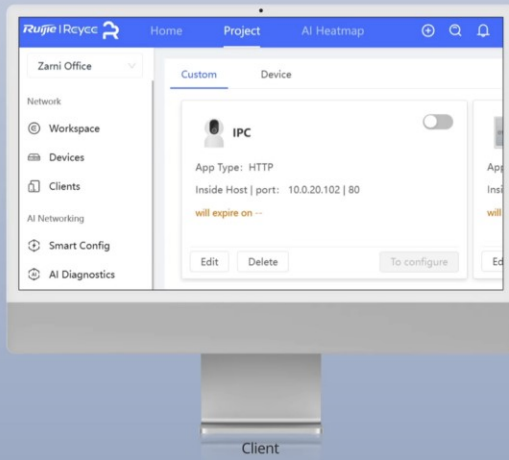 Ruijie | Reyee
Home
Project
AI Heatmap
Zarni Office
Custom
Device
Network
Workspace
Devices
Clients
AI Networking
Smart Config
AI Diagnostics
IPC
App Type: HTTP
Inside Host | port: 10.0.20.102 | 80
will expire on --
Edit
Delete
To configure
App
Insi
will
Ed
Client